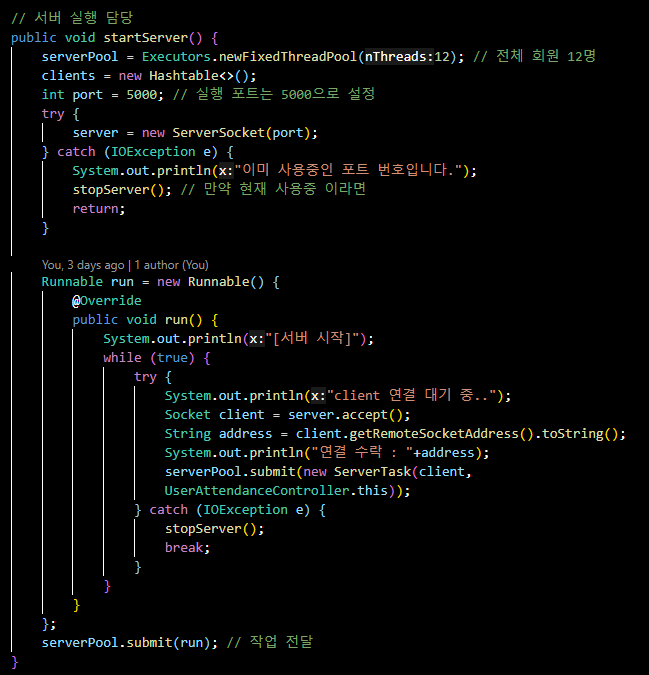 // 서버 실행 담당
public void startServer() {
serverPool = Executors.newFixedThreadPool(nThreads:12); // 전체 회원 12명
clients = new Hashtable<>();
int port = 5000; // 실행 포트는 5000으로 설정
try {
server = new ServerSocket(port);
} catch (IOException e) {
System.out.println(x:"이미 사용중인 포트 번호입니다.");
stopServer(); // 만약 현재 사용중 이라면
return;
}
You, 3 days ago | 1 author (You)
Runnable run = new Runnable() {
@Override
public void run() {
System.out.println(x:"[서버 시작]");
while (true) {
try {
System.out.println(x:"client 연결 대기 중..");
Socket client = server.accept();
String address = client.getRemoteSocketAddress().toString();
System.out.println("연결 수락 : "+address);
serverPool.submit(new ServerTask(client,
UserAttendanceController.this));
} catch (IOException e) {
stopServer();
break;
}
}
}
};
serverPool.submit(run); // 작업 전달
}